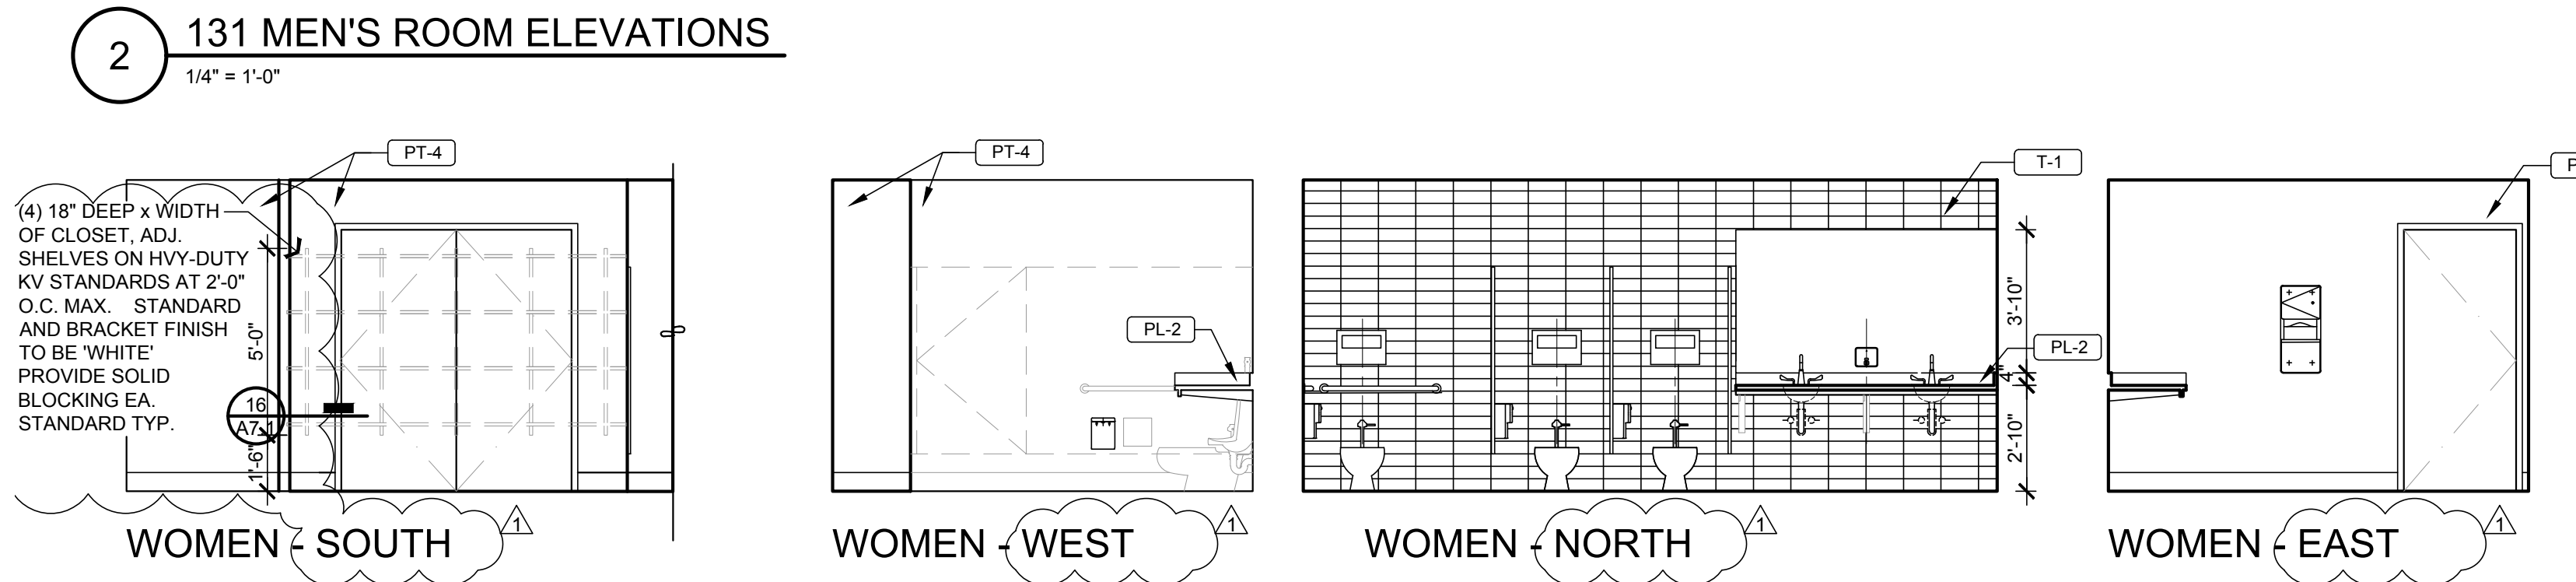 2
131 MEN'S ROOM ELEVATIONS
1/4" = 1'-0"
PT-4
(4) 18" DEEP x WIDTH
OF CLOSET, ADJ.
SHELVES ON HVY-DUTY
KV STANDARDS AT 2'-0"
O.C. MAX. STANDARD
AND BRACKET FINISH
TO BE 'WHITE'
PROVIDE SOLID
BLOCKING EA.
STANDARD TYP.
5'-0"
1'-6"
16
A7.1
WOMEN - SOUTH
1
PT-4
PL-2
WOMEN - WEST
1
T-1
3'-10"
4"
PL-2
2'-10"
WOMEN - NORTH
1
WOMEN - EAST
1